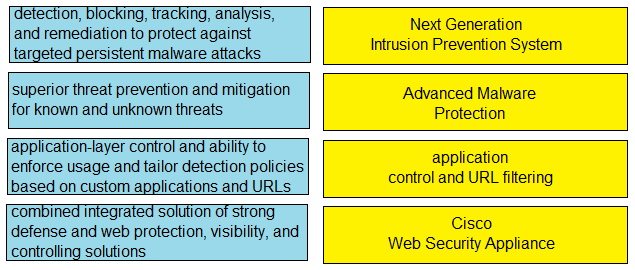 detection, blocking, tracking, analysis,
and remediation to protect against
targeted persistent malware attacks
Next Generation
Intrusion Prevention System
superior threat prevention and mitigation
for known and unknown threats
Advanced Malware
Protection
application-layer control and ability to
enforce usage and tailor detection policies
based on custom applications and URLs
application
control and URL filtering
combined integrated solution of strong
defense and web protection, visibility, and
controlling solutions
Cisco
Web Security Appliance